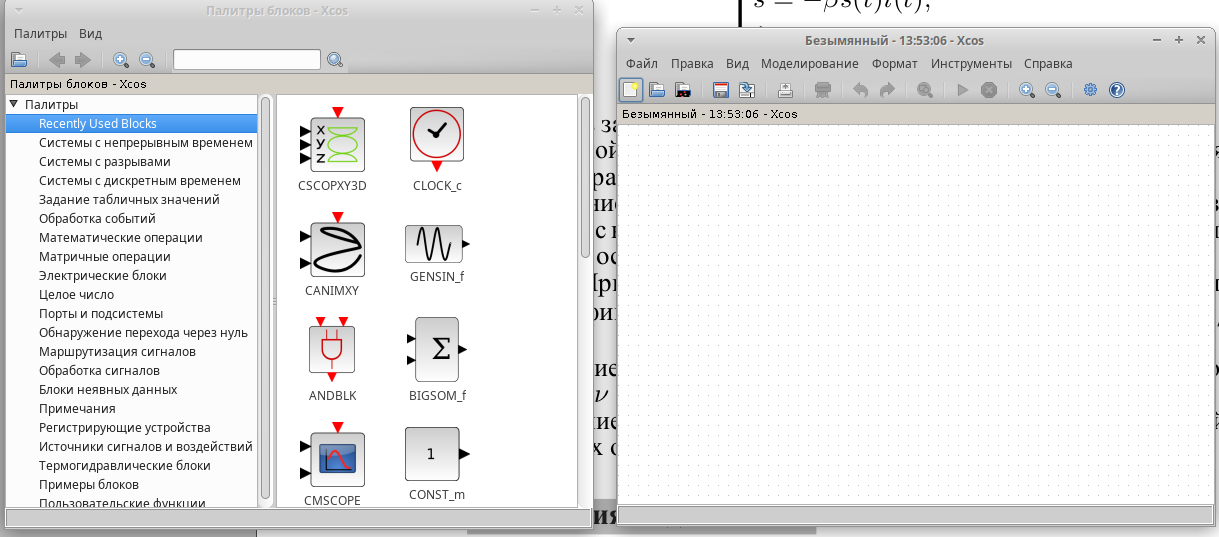 Палитры блоков - Xcos
Палитры Вид
Палитры блоков - Xcos
Палитры
Recently Used Blocks
Системы с непрерывным временем
Системы с разрывами
Системы с дискретным временем
Задание табличных значений
Обработка событий
Математические операции
Матричные операции
Электрические блоки
Целое число
Порты и подсистемы
Обнаружение перехода через нуль
Маршрутизация сигналов
Обработка сигналов
Блоки неявных данных
Примечания
Регистрирующие устройства
Источники сигналов и воздействий
Термогидравлические блоки
Примеры блоков
Пользовательские функции
X
Y
Z
CSCOPXY3D
CLOCK_c
CANIMXY
GENSIN_f
ANDBLK
Σ
BIGSOM_f
CMSCOPE
1
CONST_m
ṡ = −βs(t)i(t),
Безымянный - 13:53:06 - Xcos
Файл Правка Вид Моделирование Формат Инструменты Справка
Безымянный - 13:53:06 - Xcos
ν